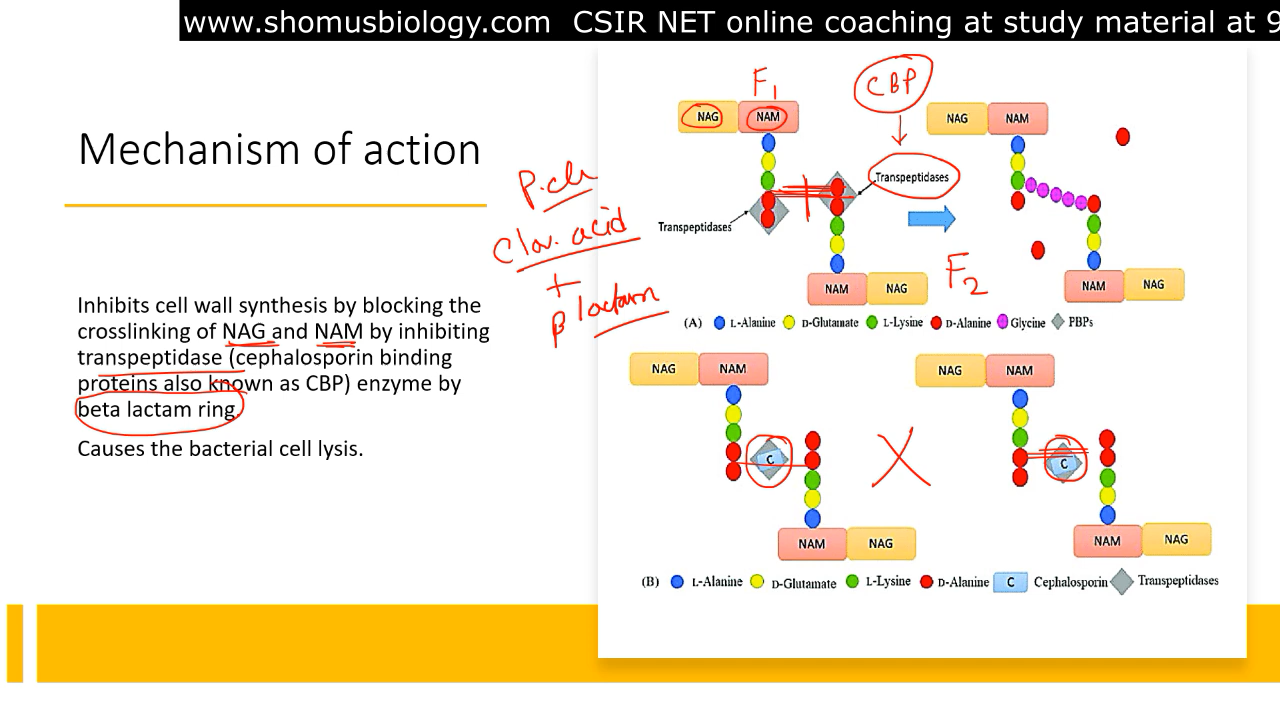 www.shomusbiology.com CSIR NET online coaching at study material at 9
Mechanism of action
Inhibits cell wall synthesis by blocking the
crosslinking of NAG and NAM by inhibiting
transpeptidase (cephalosporin binding
proteins also known as CBP) enzyme by
beta lactam ring.
Causes the bacterial cell lysis.
Clav. acid
+
β lactam
F1
CBP
NAG NAM
Transpeptidases
Transpeptidases
NAM NAG
NAG NAM
F2
NAM NAG
(A) L-Alanine D-Glutamate L-Lysine D-Alanine Glycine PBPs
NAG NAM
C
NAM NAG
NAG NAM
C
NAM NAG
(B) L-Alanine D-Glutamate L-Lysine D-Alanine C Cephalosporin Transpeptidases